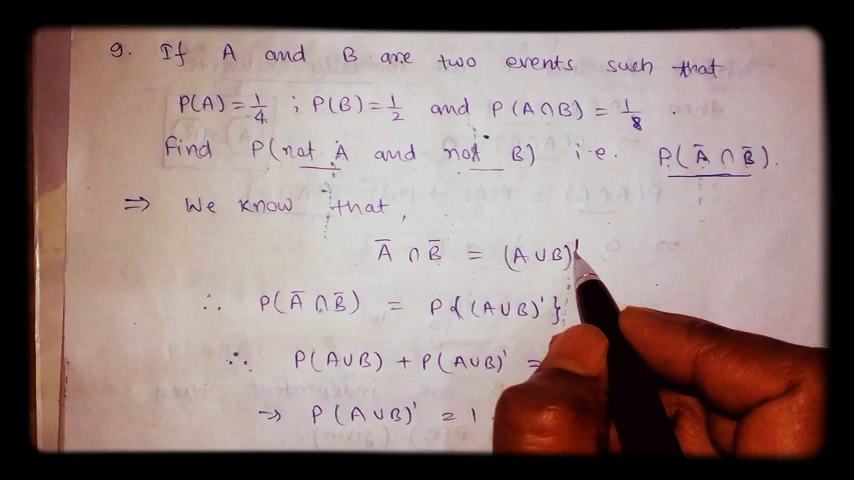 9. If A and B are two events such that
P(A) = 1/4 ; P(B) = 1/2 and P(A∩B) = 1/8 .
Find P(not A and not B) i.e. P(Ā ∩ B̄).
⇒ We know that,
Ā ∩ B̄ = (A∪B)'
∴ P(Ā ∩ B̄) = P{(A∪B)'}
∴ P(A∪B) + P(A∪B)' =
→ P(A∪B)' = 1